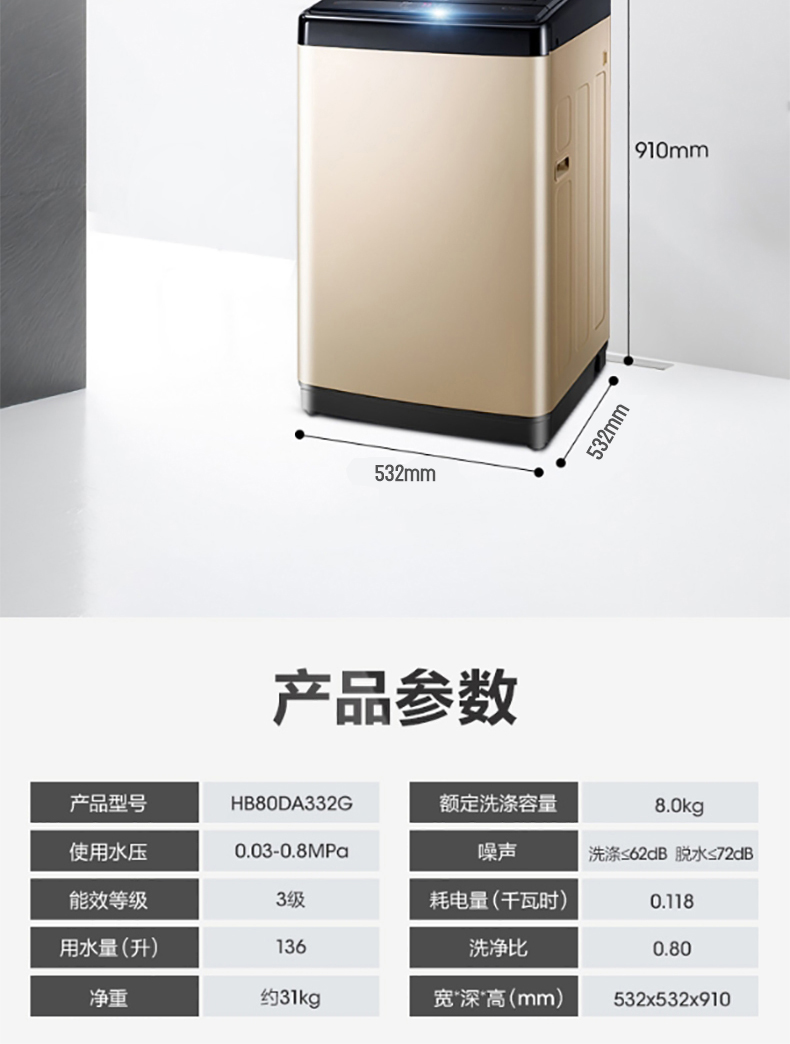 910mm
532mm
532mm
产品参数
产品型号 HB80DA332G 额定洗涤容量 8.0kg
使用水压 0.03-0.8MPa 噪声 洗涤≤62dB 脱水≤72dB
能效等级 3级 耗电量(千瓦时) 0.118
用水量(升) 136 洗净比 0.80
净重 约31kg 宽*深*高(mm) 532x532x910